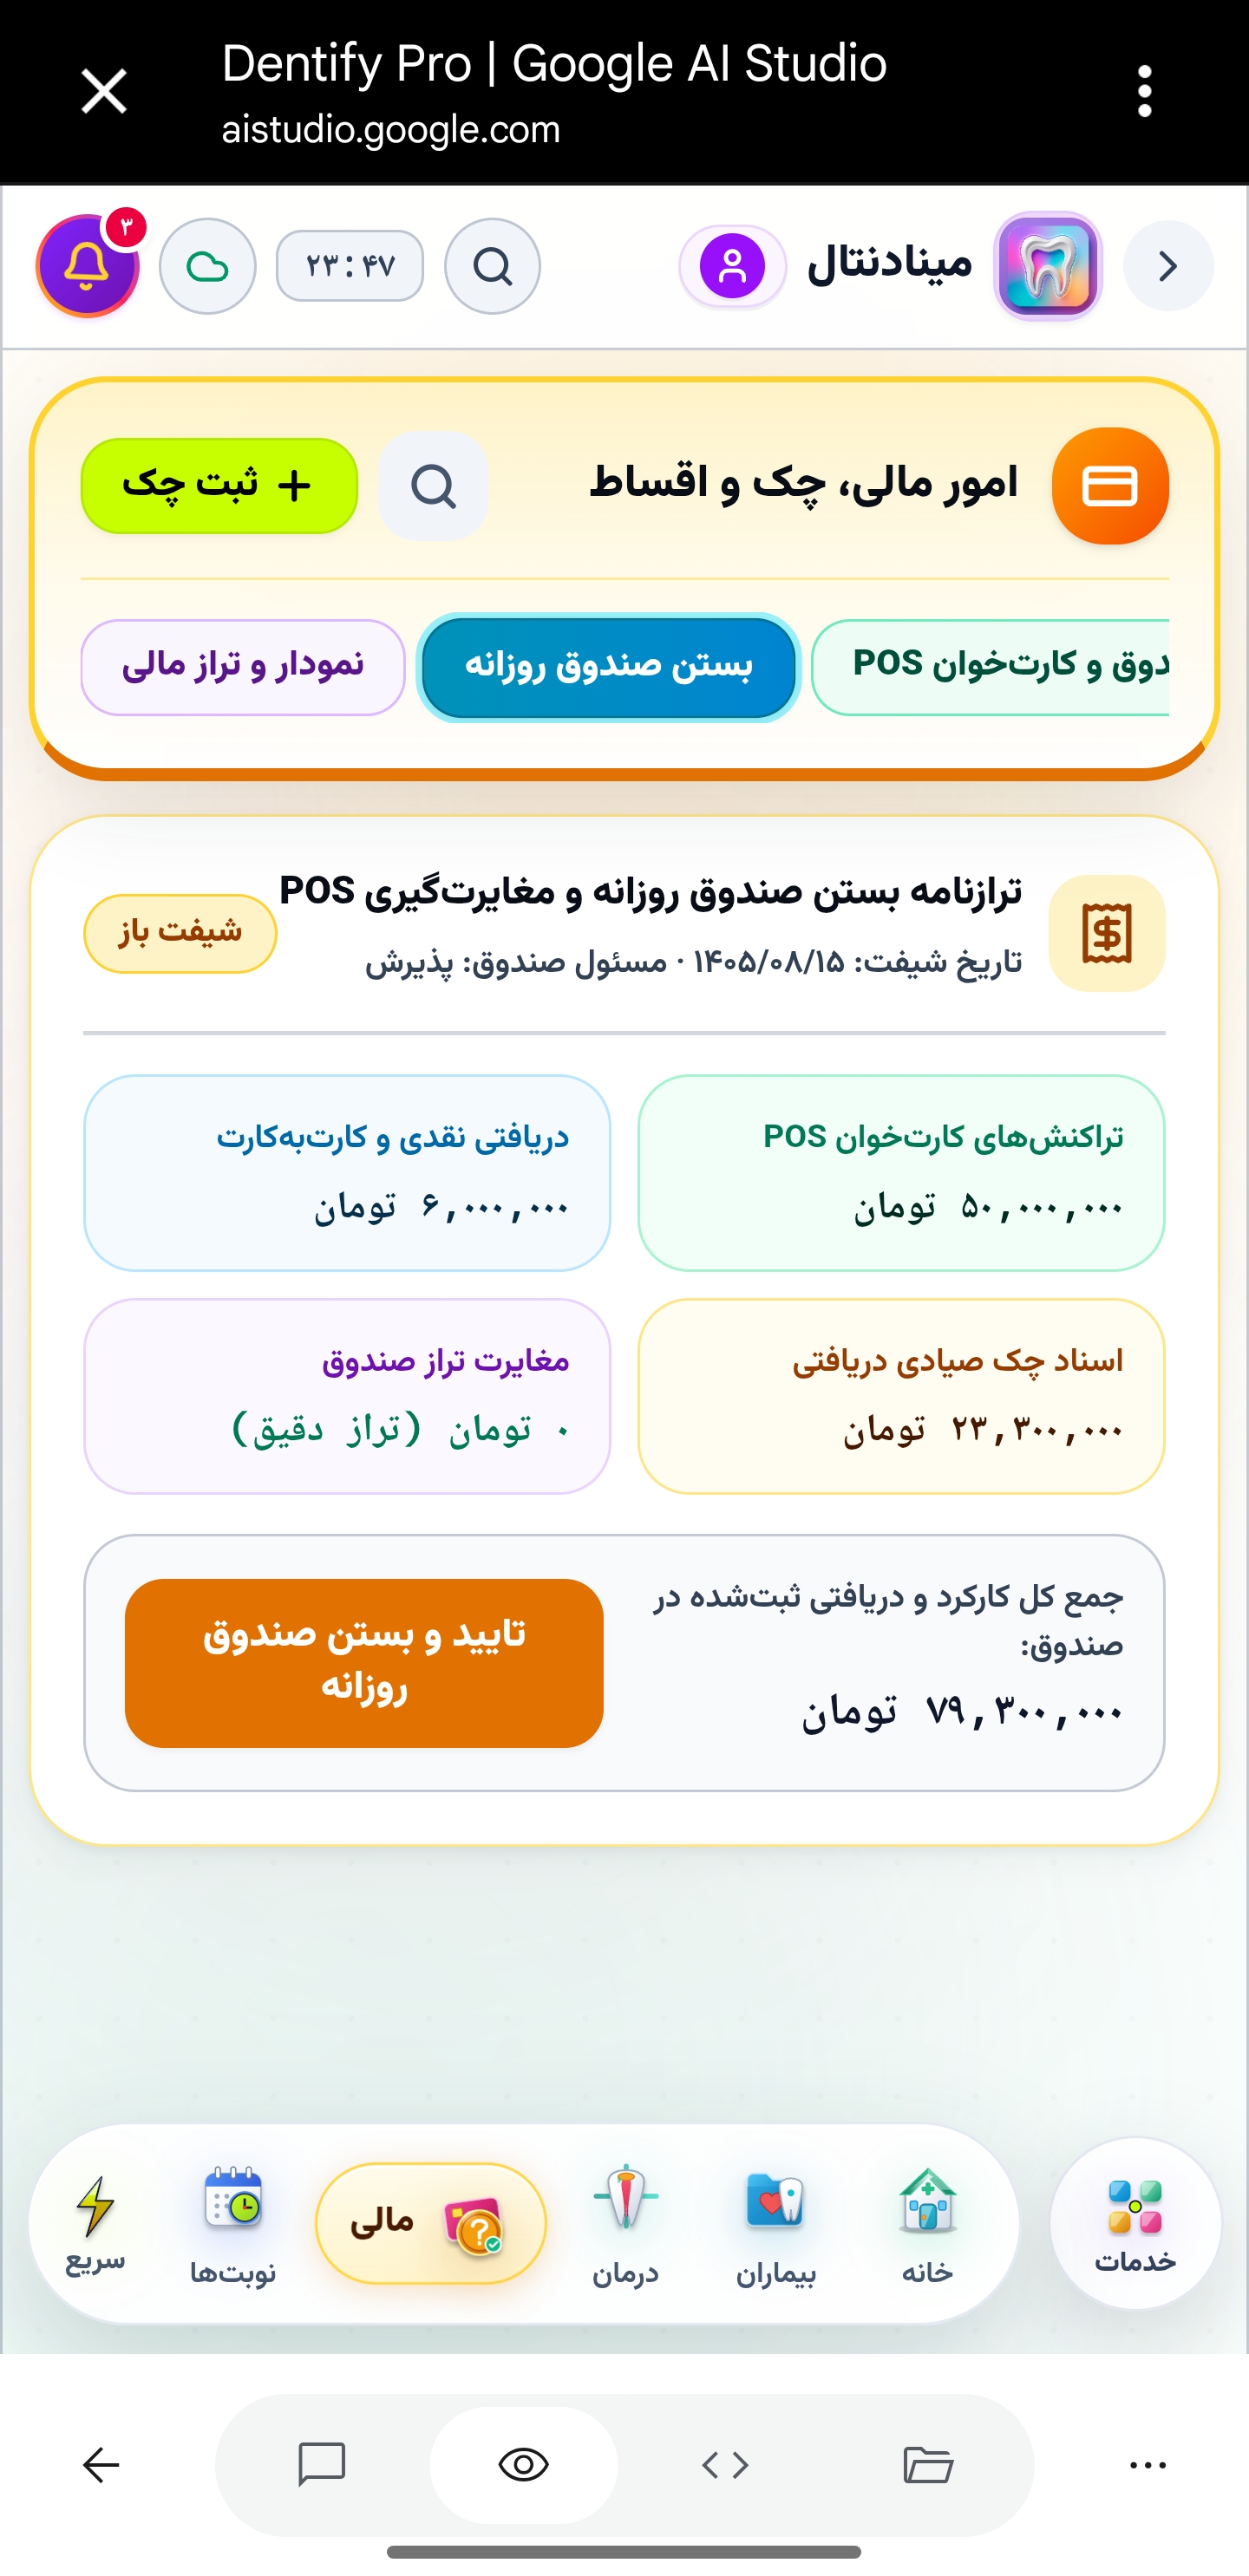 Dentify Pro | Google AI Studio
aistudio.google.com
مینادنتال
۲۳:۴۷
۳
امور مالی، چک و اقساط
+ ثبت چک
دوق و کارت‌خوان POS
بستن صندوق روزانه
نمودار و تراز مالی
ترازنامه بستن صندوق روزانه و مغایرت‌گیری POS
تاریخ شیفت: ۱۴۰۵/۰۸/۱۵ · مسئول صندوق: پذیرش
شیفت باز
تراکنش‌های کارت‌خوان POS
۵۰,۰۰۰,۰۰۰ تومان
دریافتی نقدی و کارت‌به‌کارت
۶,۰۰۰,۰۰۰ تومان
اسناد چک صیادی دریافتی
۲۳,۳۰۰,۰۰۰ تومان
مغایرت تراز صندوق
۰ تومان (تراز دقیق)
جمع کل کارکرد و دریافتی ثبت‌شده در
صندوق:
۷۹,۳۰۰,۰۰۰ تومان
تایید و بستن صندوق
روزانه
خدمات
خانه
بیماران
درمان
مالی
نوبت‌ها
سریع